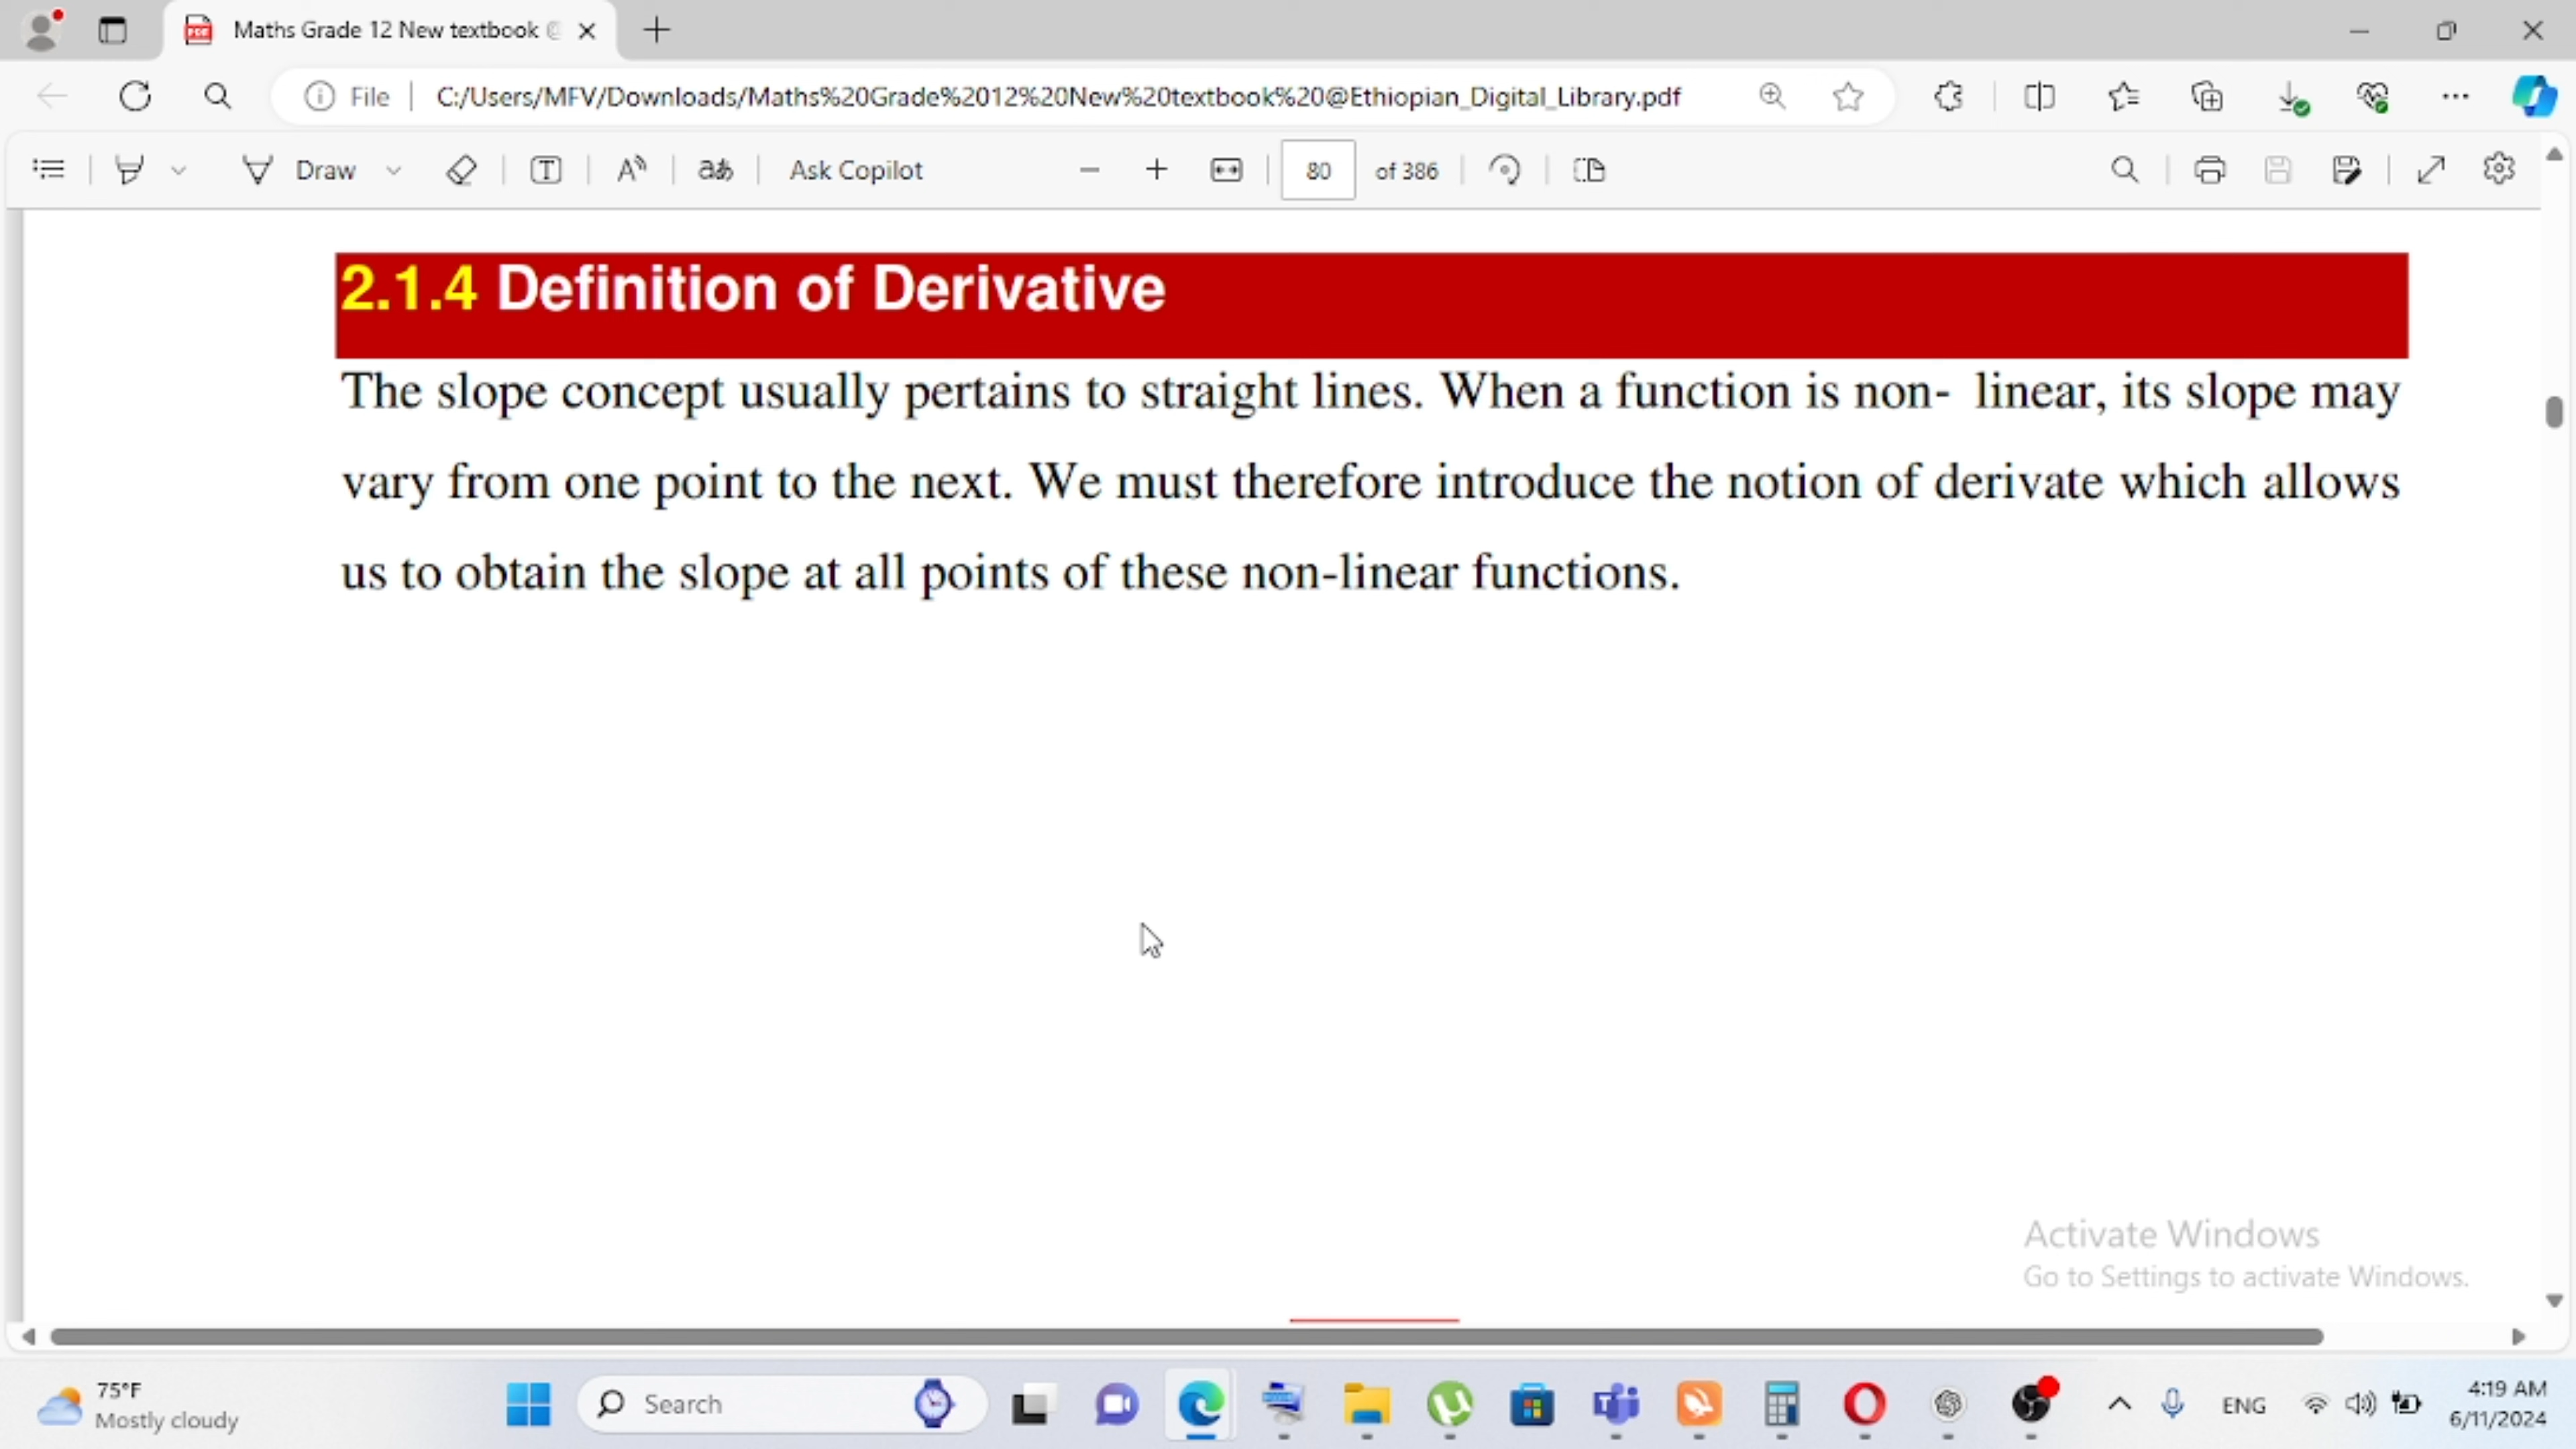 Maths Grade 12 New textbook
File
C:/Users/MFV/Downloads/Maths%20Grade%2012%20New%20textbook%20@Ethiopian_Digital_Library.pdf
Draw
Ask Copilot
80 of 386
2.1.4 Definition of Derivative
The slope concept usually pertains to straight lines. When a function is non- linear, its slope may
vary from one point to the next. We must therefore introduce the notion of derivate which allows
us to obtain the slope at all points of these non-linear functions.
Activate Windows
Go to Settings to activate Windows.
75°F
Mostly cloudy
Search
ENG
4:19 AM
6/11/2024